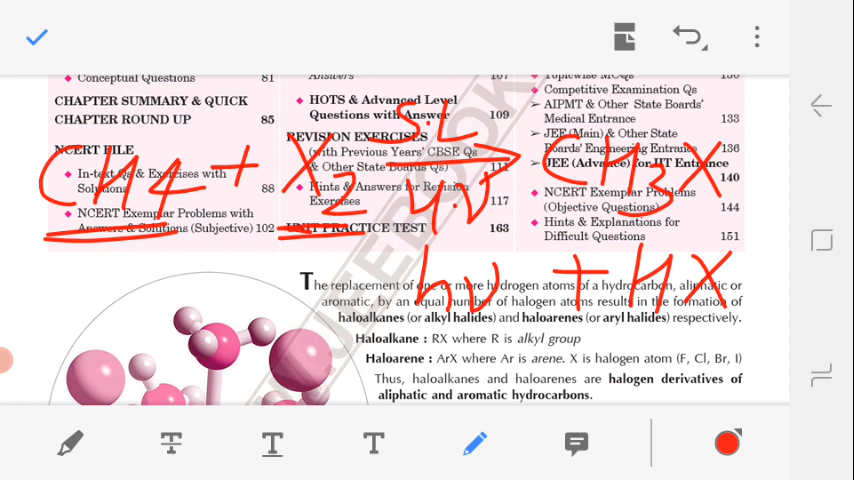 Conceptual Questions 81
CHAPTER SUMMARY & QUICK
CHAPTER ROUND UP 85
NCERT FILE
In-text Qs & Exercises with
Solutions 88
NCERT Exemplar Problems with
Answers & Solutions (Subjective) 102
Answers 107
HOTS & Advanced Level
Questions with Answer 109
REVISION EXERCISES
(with Previous Years' CBSE Qs
& Other State Boards Qs) 111
Hints & Answers for Revision
Exercises 117
UNIT PRACTICE TEST 163
Topicwise MCQs 130
Competitive Examination Qs
AIPMT & Other State Boards'
Medical Entrance 133
JEE (Main) & Other State
Boards' Engineering Entrance 136
JEE (Advance) for IIT Entrance
140
NCERT Exemplar Problems
(Objective Questions) 144
Hints & Explanations for
Difficult Questions 151
CH4 + X2 S.L U.V hν CH3X
+ HX
The replacement of one or more hydrogen atoms of a hydrocarbon, aliphatic or
aromatic, by an equal number of halogen atoms results in the formation of
haloalkanes (or alkyl halides) and haloarenes (or aryl halides) respectively.
Haloalkane : RX where R is alkyl group
Haloarene : ArX where Ar is arene. X is halogen atom (F, Cl, Br, I)
Thus, haloalkanes and haloarenes are halogen derivatives of
aliphatic and aromatic hydrocarbons.
T T T